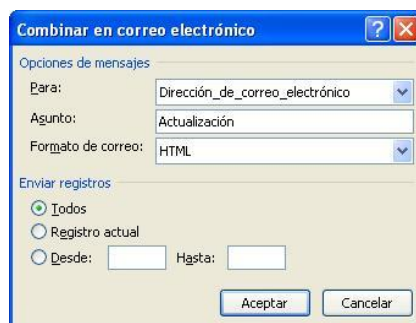 Combinar en correo electrónico
Opciones de mensajes
Para: Dirección_de_correo_electrónico
Asunto: Actualización
Formato de correo: HTML
Enviar registros
Todos
Registro actual
Desde: Hasta:
Aceptar Cancelar